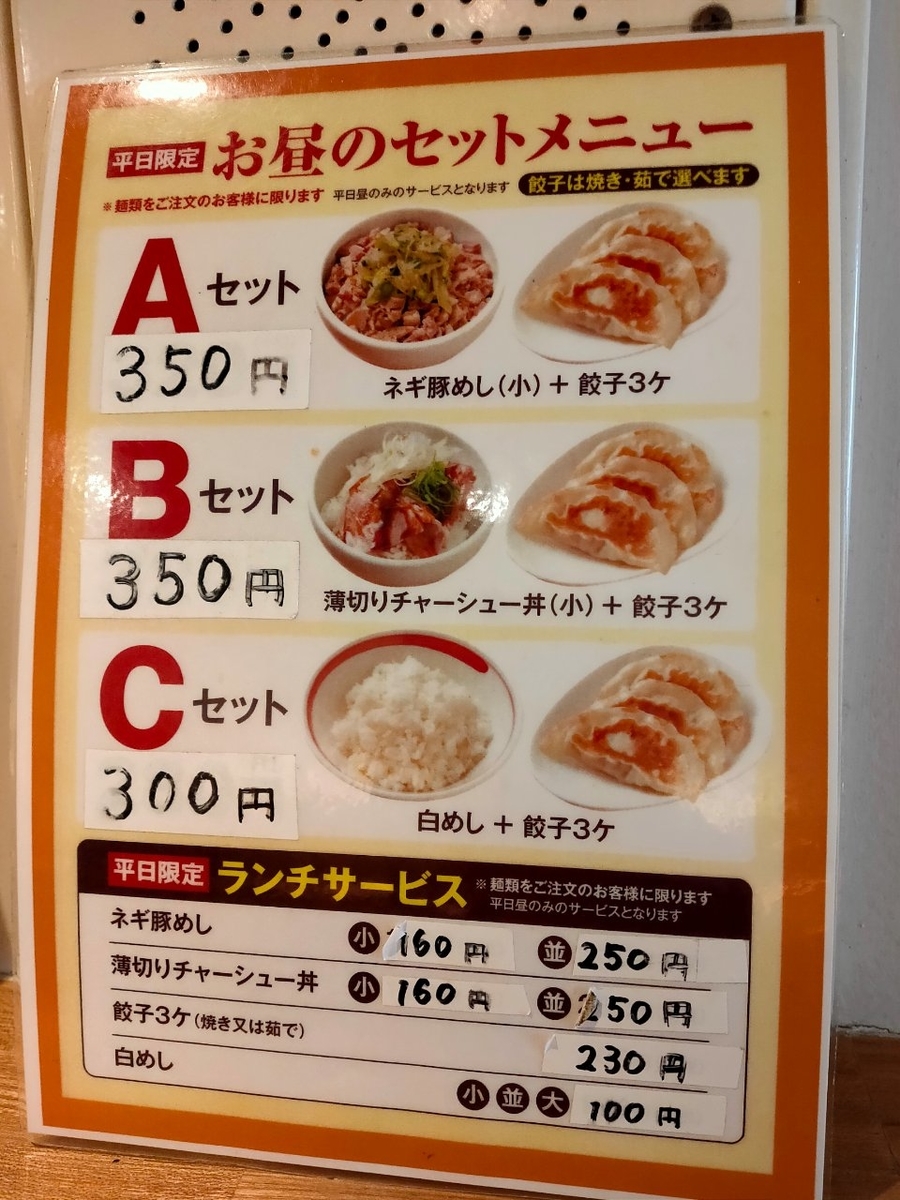 平日限定 お昼のセットメニュー
※麺類をご注文のお客様に限ります 平日昼のみのサービスとなります 餃子は焼き・茹で選べます
Aセット
350円
ネギ豚めし(小)+餃子3ケ
Bセット
350円
薄切りチャーシュー丼(小)+餃子3ケ
Cセット
300円
白めし+餃子3ケ
平日限定 ランチサービス ※麺類をご注文のお客様に限ります
平日昼のみのサービスとなります
ネギ豚めし 小 160円 並 250円
薄切りチャーシュー丼 小 160円 並 250円
餃子3ケ(焼き又は茹で) 230円
白めし 小 並 大 100円